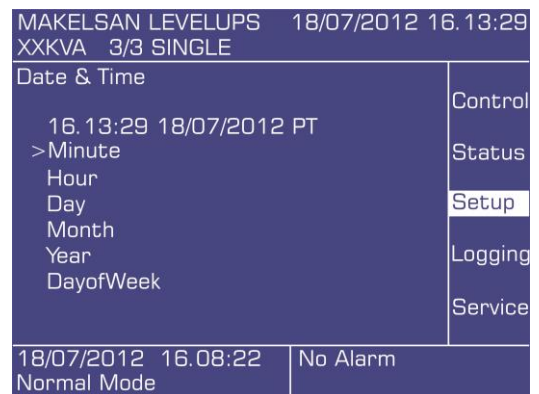 MAKELSAN LEVELUPS 18/07/2012 16.13:29
XXKVA 3/3 SINGLE
Date & Time
16.13:29 18/07/2012 PT
>Minute
Hour
Day
Month
Year
DayofWeek
Control
Status
Setup
Logging
Service
18/07/2012 16.08:22
Normal Mode
No Alarm